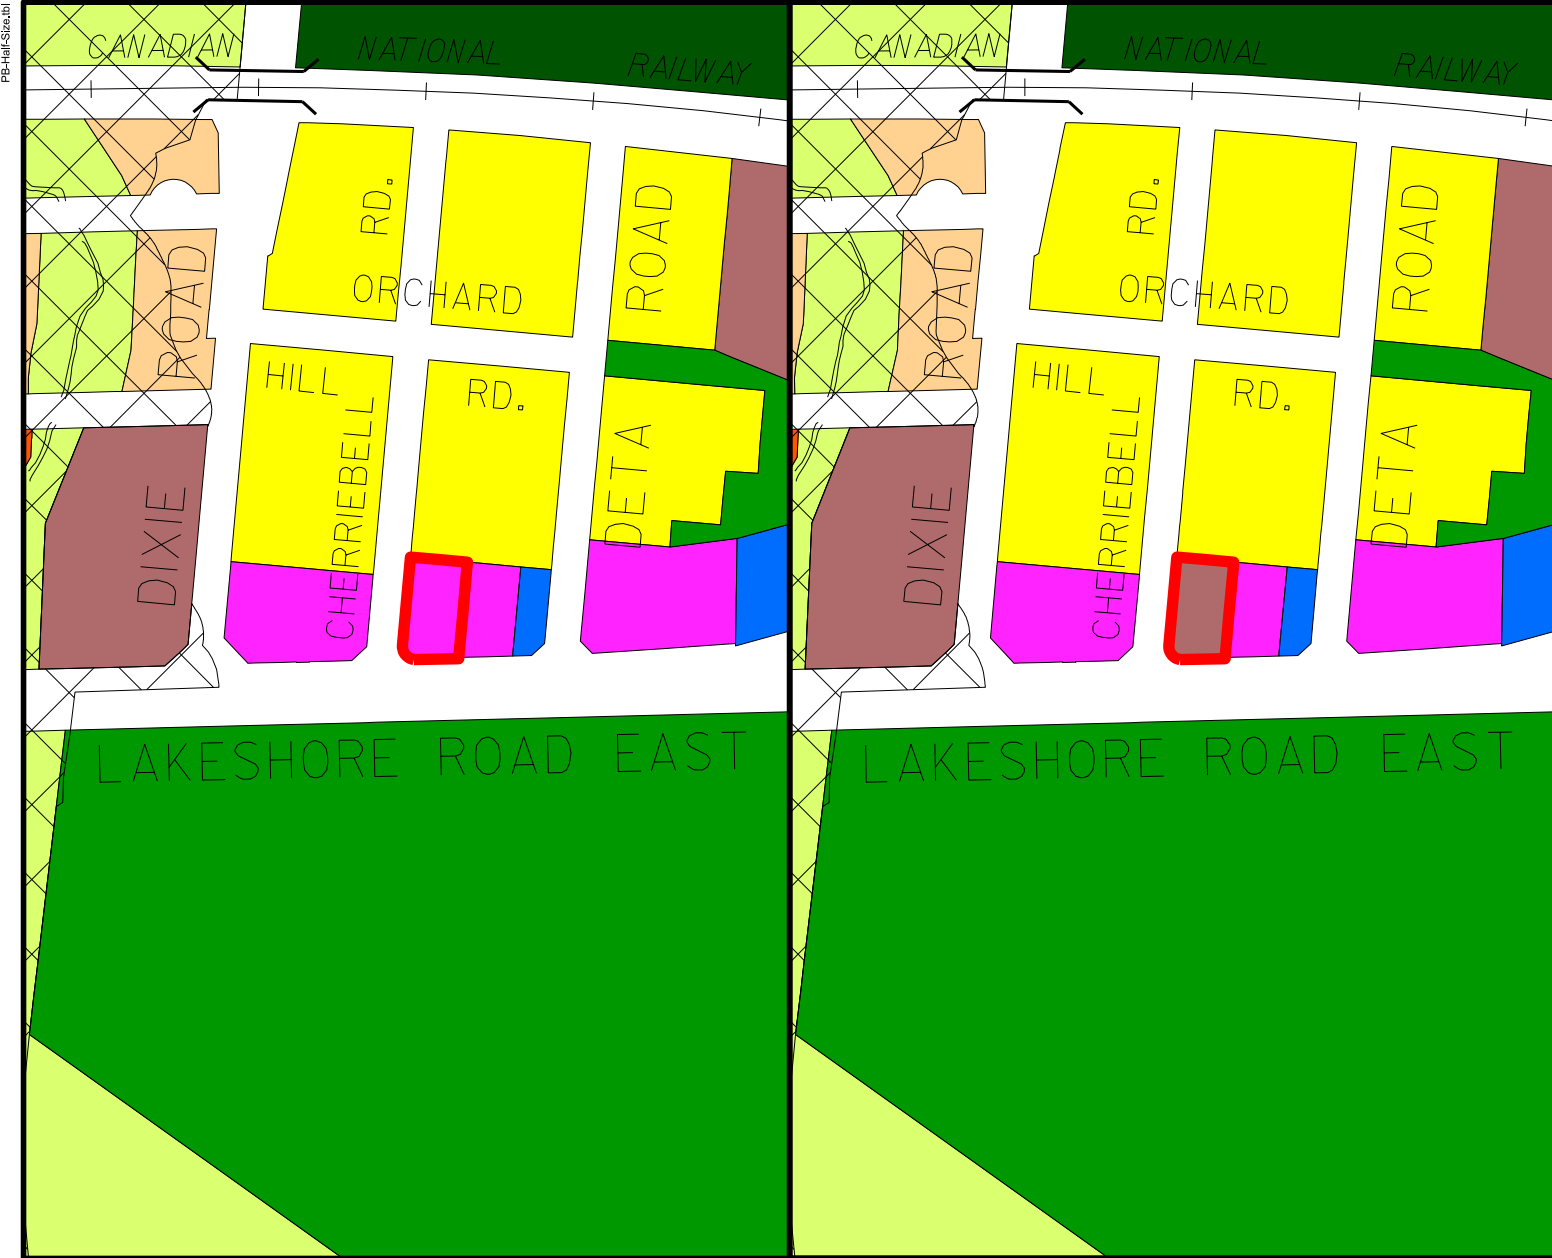 PB-Half-Size.tbl
CANADIAN NATIONAL RAILWAY
RD.
ROAD
ORCHARD
ROAD
HILL RD.
CHERRIEBELL
DETA
DIXIE
LAKESHORE ROAD EAST
CANADIAN NATIONAL RAILWAY
RD.
ROAD
ORCHARD
ROAD
HILL RD.
CHERRIEBELL
DETA
DIXIE
LAKESHORE ROAD EAST